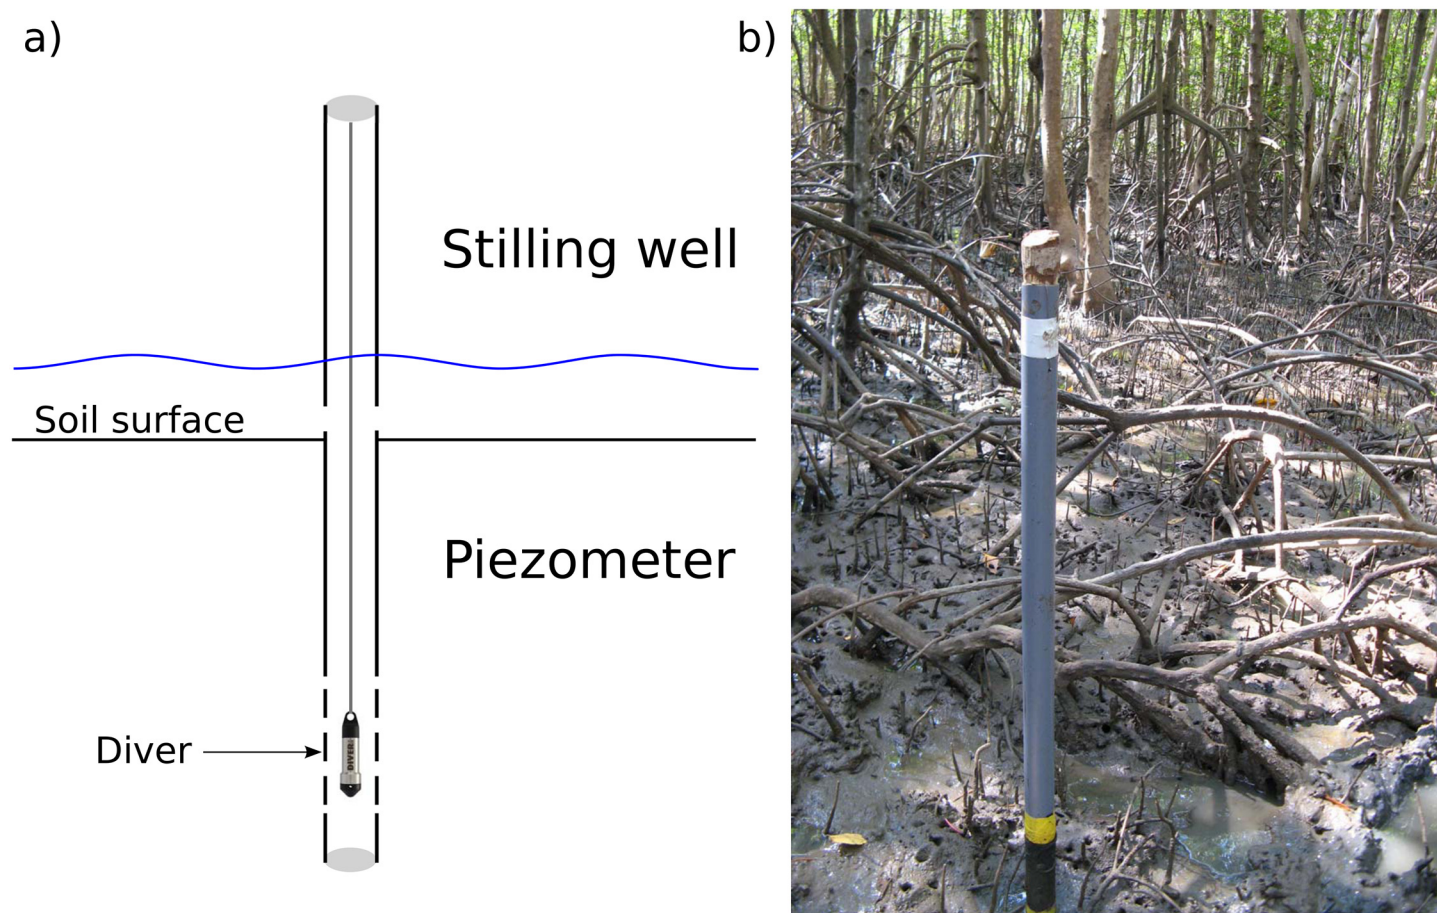 a)
b)
Stilling well
Soil surface
Piezometer
Diver
DIVER